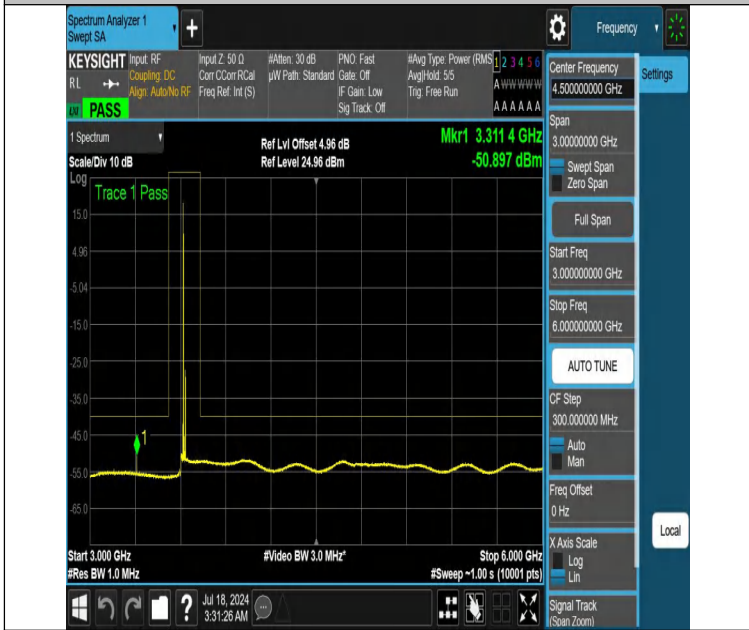 Spectrum Analyzer 1
Swept SA
+
Frequency
KEYSIGHT
RL
LXI
PASS
Input: RF
Coupling: DC
Align: Auto/No RF
Input Z: 50 Ω
Corr CCorr RCal
Freq Ref: Int (S)
#Atten: 30 dB
µW Path: Standard
PNO: Fast
Gate: Off
IF Gain: Low
Sig Track: Off
#Avg Type: Power (RMS
Avg|Hold: 5/5
Trig: Free Run
1 2 3 4 5 6
A W W W W W
A A A A A A
1 Spectrum
Scale/Div 10 dB
Ref Lvl Offset 4.96 dB
Ref Level 24.96 dBm
Mkr1 3.311 4 GHz
-50.897 dBm
Log
Trace 1 Pass
15.0
4.96
-5.04
-15.0
-25.0
-35.0
-45.0
-55.0
-65.0
1
Start 3.000 GHz
#Res BW 1.0 MHz
#Video BW 3.0 MHz*
Stop 6.000 GHz
#Sweep ~1.00 s (10001 pts)
?
Jul 18, 2024
3:31:26 AM
Center Frequency
4.500000000 GHz
Span
3.00000000 GHz
Swept Span
Zero Span
Full Span
Start Freq
3.000000000 GHz
Stop Freq
6.000000000 GHz
AUTO TUNE
CF Step
300.000000 MHz
Auto
Man
Freq Offset
0 Hz
X Axis Scale
Log
Lin
Signal Track
(Span Zoom)
Settings
Local